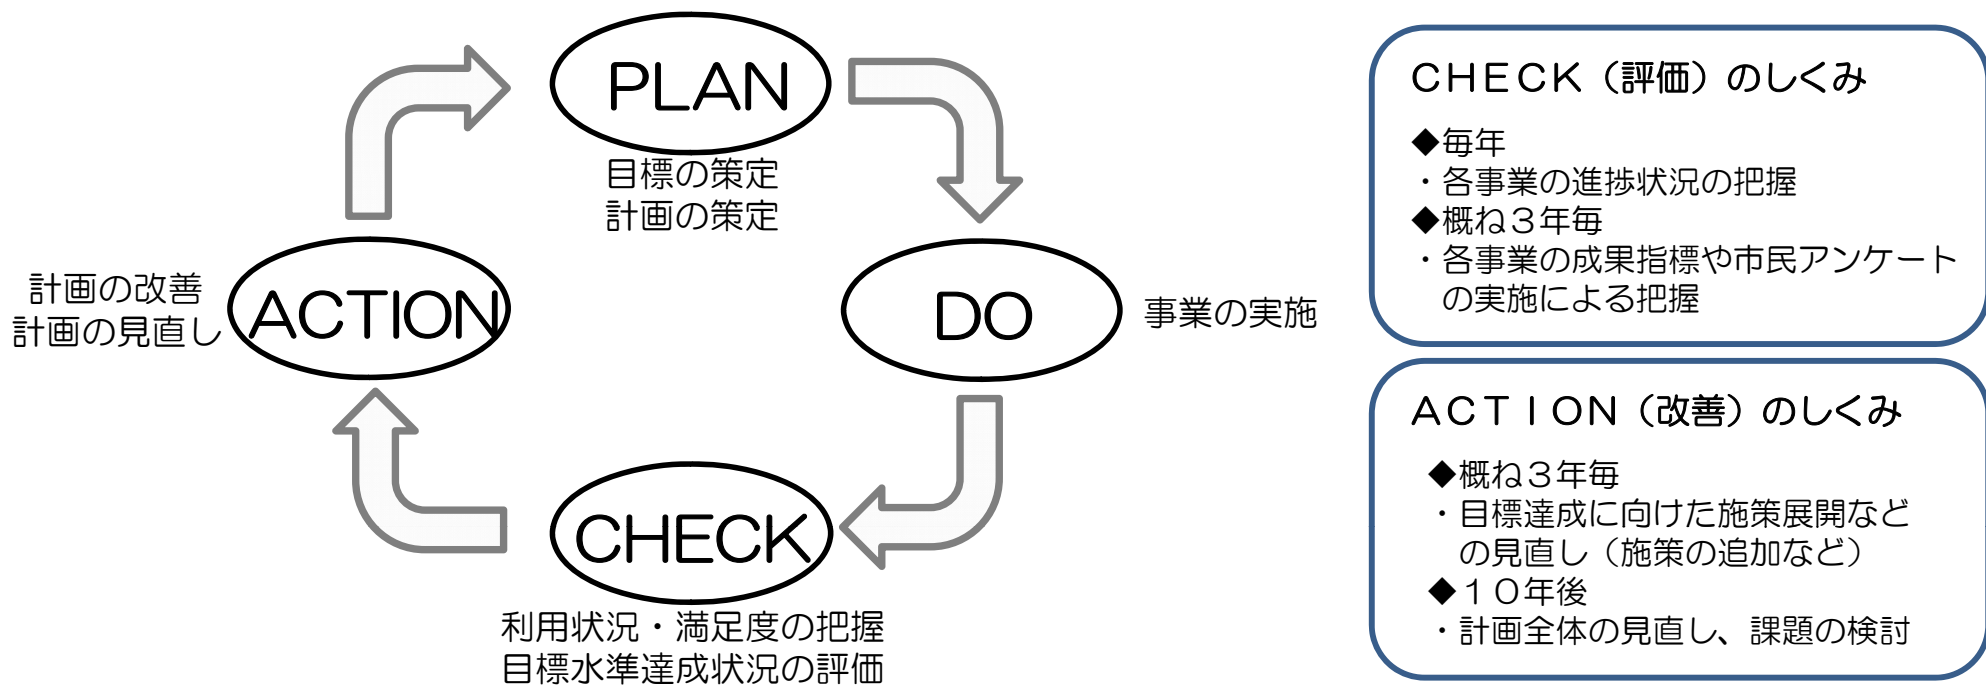 PLAN
目標の策定
計画の策定
DO
事業の実施
CHECK
利用状況・満足度の把握
目標水準達成状況の評価
ACTION
計画の改善
計画の見直し
ＣＨＥＣＫ（評価）のしくみ
◆毎年
・各事業の進捗状況の把握
◆概ね３年毎
・各事業の成果指標や市民アンケート
の実施による把握
ＡＣＴＩＯＮ（改善）のしくみ
◆概ね３年毎
・目標達成に向けた施策展開など
の見直し（施策の追加など）
◆１０年後
・計画全体の見直し、課題の検討